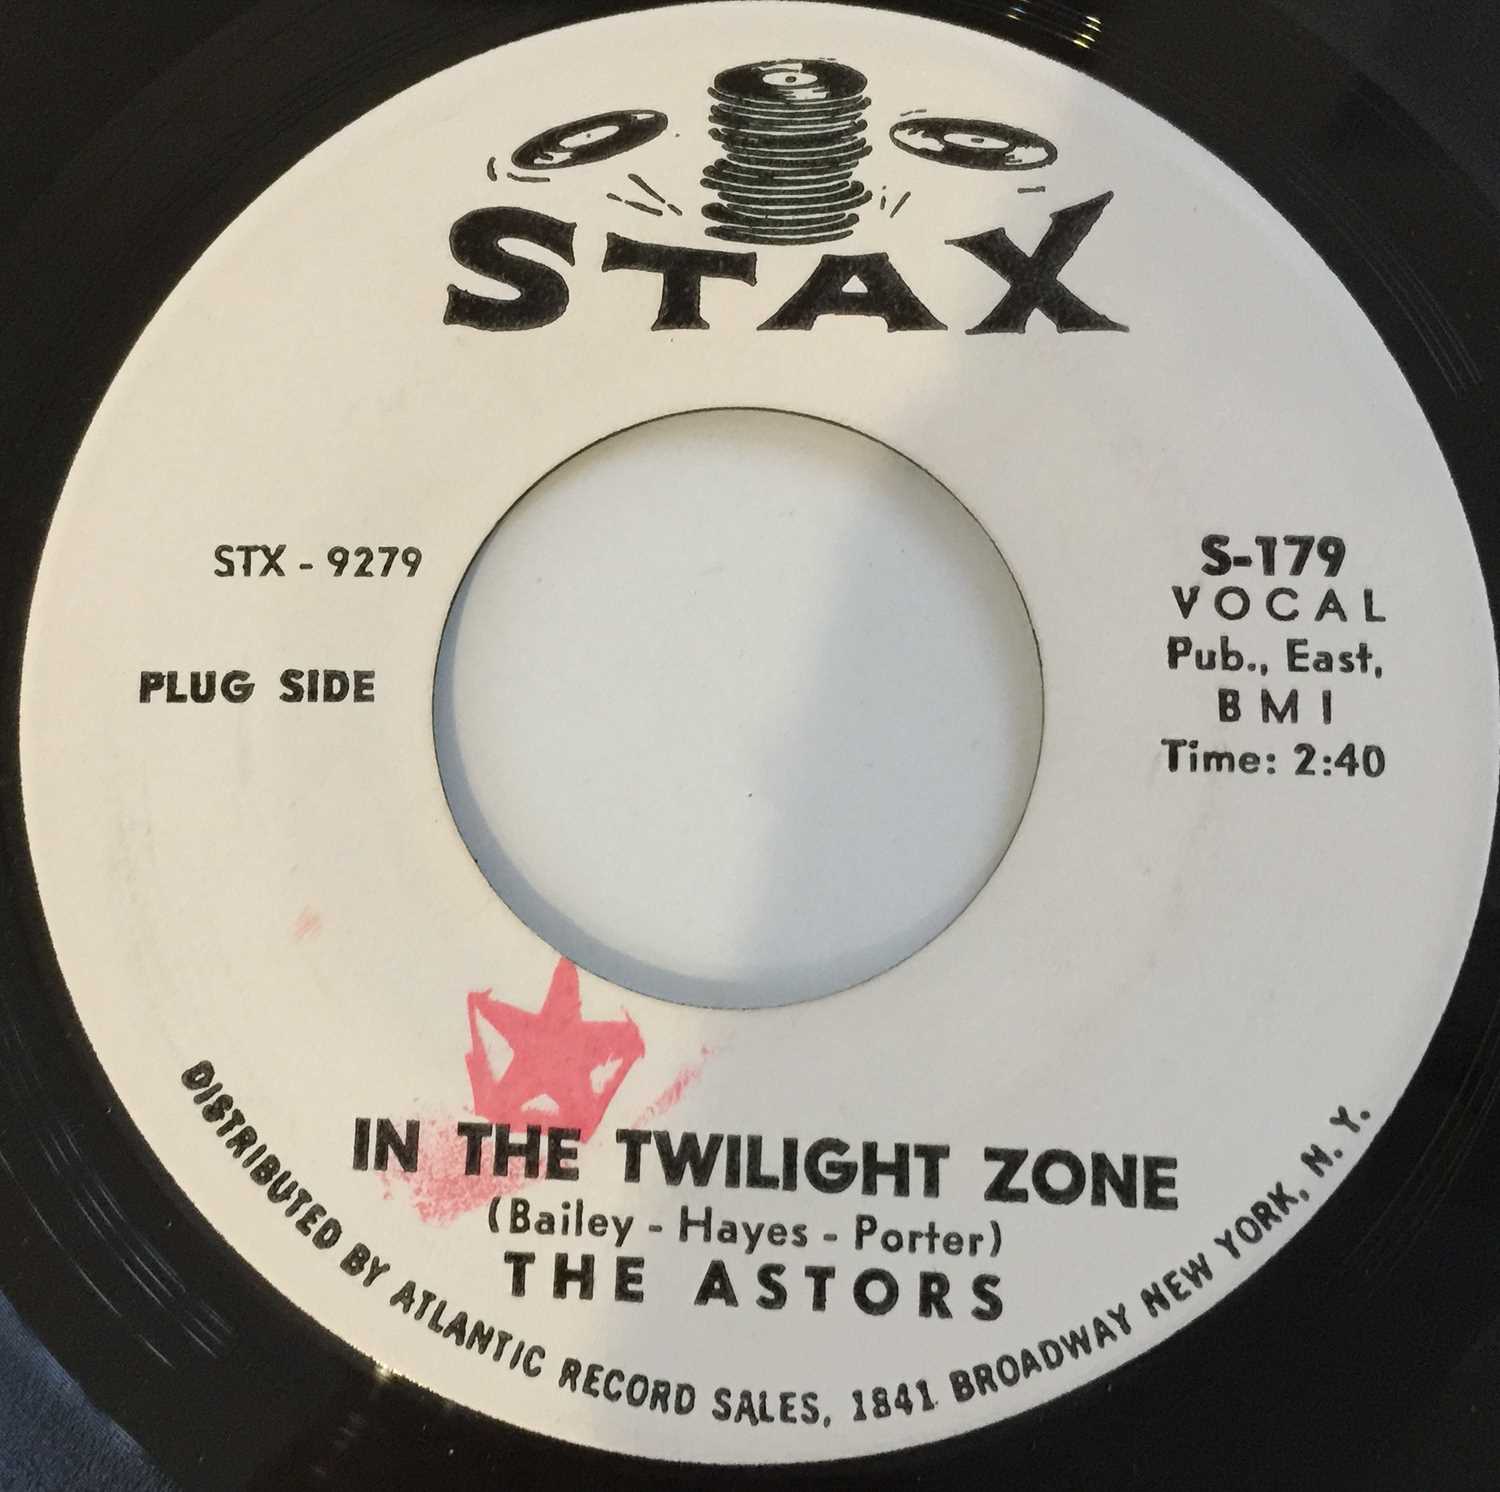 STAX
STX - 9279
PLUG SIDE
S-179
VOCAL
Pub., East,
BMI
Time: 2:40
IN THE TWILIGHT ZONE
(Bailey - Hayes - Porter)
THE ASTORS
DISTRIBUTED BY ATLANTIC RECORD SALES, 1841 BROADWAY NEW YORK, N. Y.